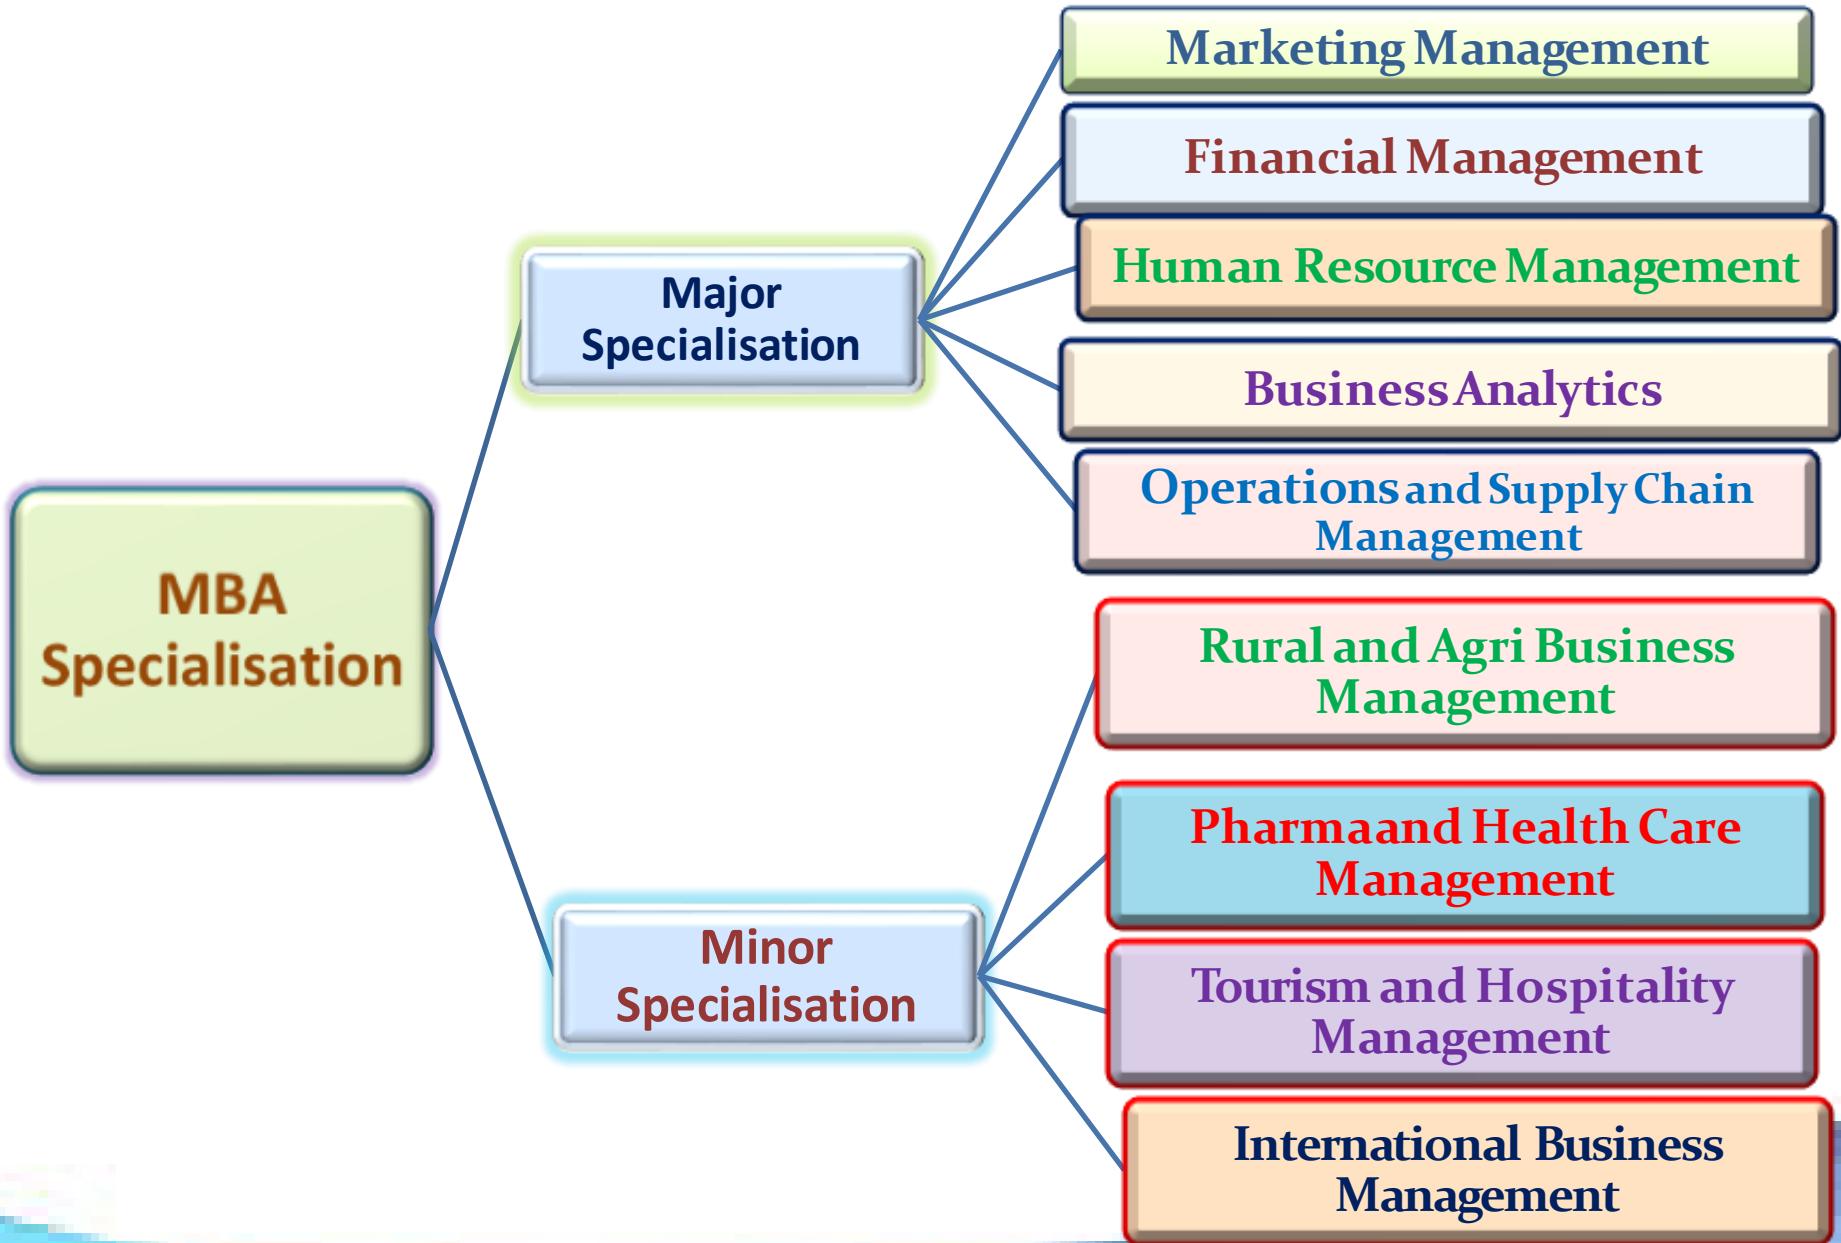 MBA
Specialisation
Major
Specialisation
Marketing Management
Financial Management
Human Resource Management
Business Analytics
Operations and Supply Chain
Management
Minor
Specialisation
Rural and Agri Business
Management
Pharmaand Health Care
Management
Tourism and Hospitality
Management
International Business
Management